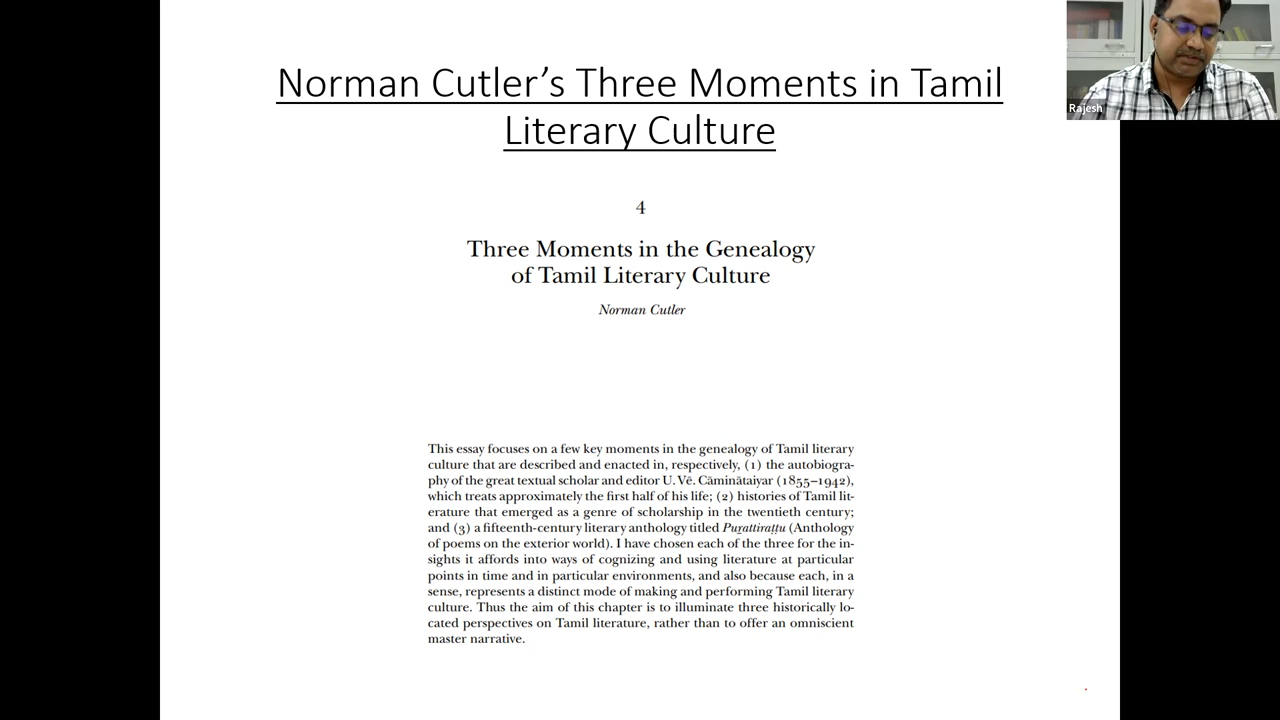 Norman Cutler’s Three Moments in Tamil
Literary Culture
Rajesh
4
Three Moments in the Genealogy
of Tamil Literary Culture
Norman Cutler
This essay focuses on a few key moments in the genealogy of Tamil literary
culture that are described and enacted in, respectively, (1) the autobiogra-
phy of the great textual scholar and editor U. Vē. Cāminātaiyar (1855–1942),
which treats approximately the first half of his life; (2) histories of Tamil lit-
erature that emerged as a genre of scholarship in the twentieth century;
and (3) a fifteenth-century literary anthology titled Puṟattiraṭṭu (Anthology
of poems on the exterior world). I have chosen each of the three for the in-
sights it affords into ways of cognizing and using literature at particular
points in time and in particular environments, and also because each, in a
sense, represents a distinct mode of making and performing Tamil literary
culture. Thus the aim of this chapter is to illuminate three historically lo-
cated perspectives on Tamil literature, rather than to offer an omniscient
master narrative.